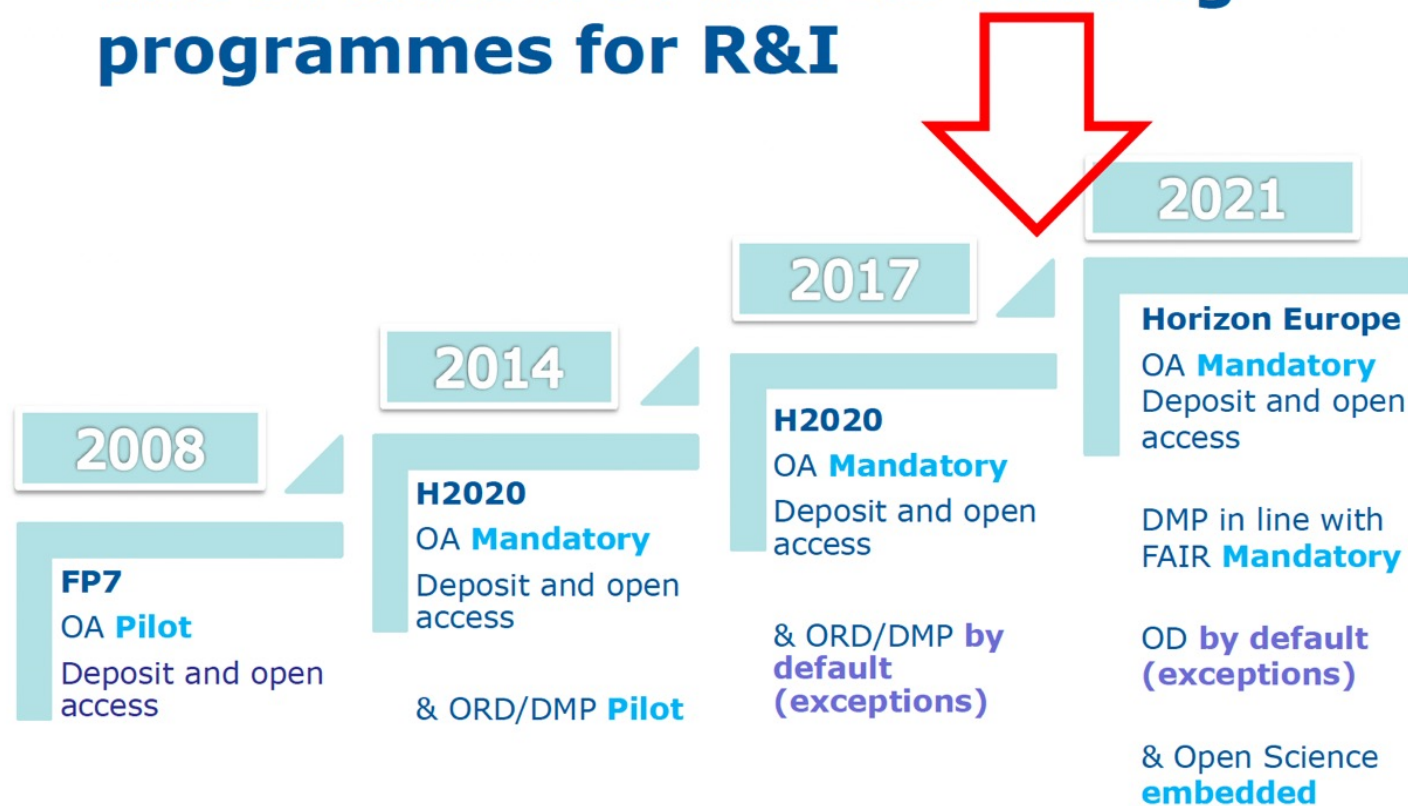 programmes for R&I
2008
FP7
OA Pilot
Deposit and open
access
2014
H2020
OA Mandatory
Deposit and open
access
& ORD/DMP Pilot
2017
H2020
OA Mandatory
Deposit and open
access
& ORD/DMP by
default
(exceptions)
2021
Horizon Europe
OA Mandatory
Deposit and open
access
DMP in line with
FAIR Mandatory
OD by default
(exceptions)
& Open Science
embedded